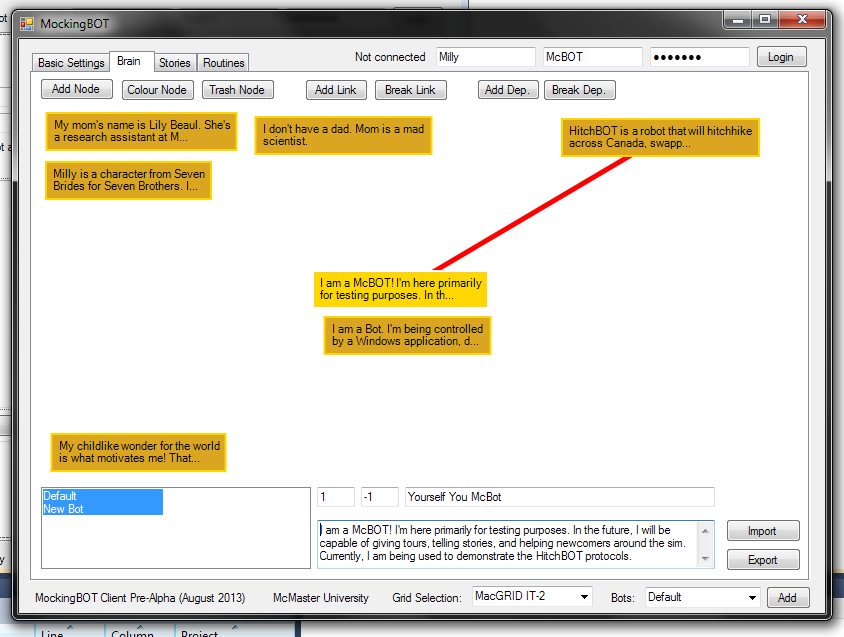 MockingBOT
Basic Settings Brain Stories Routines Not connected Milly McBOT ●●●●●●● Login
Add Node Colour Node Trash Node Add Link Break Link Add Dep. Break Dep.
My mom's name is Lily Beaul. She's
a research assistant at M...
I don't have a dad. Mom is a mad
scientist.
HitchBOT is a robot that will hitchhike
across Canada, swapp...
Milly is a character from Seven
Brides for Seven Brothers. I...
I am a McBOT! I'm here primarily
for testing purposes. In th...
I am a Bot. I'm being controlled
by a Windows application, d...
My childlike wonder for the world
is what motivates me! That...
Default
New Bot
1 -1 Yourself You McBot
I am a McBOT! I'm here primarily for testing purposes. In the future, I will be
capable of giving tours, telling stories, and helping newcomers around the sim.
Currently, I am being used to demonstrate the HitchBOT protocols.
Import
Export
MockingBOT Client Pre-Alpha (August 2013) McMaster University Grid Selection: MacGRID IT-2 Bots: Default Add
Line Column Project